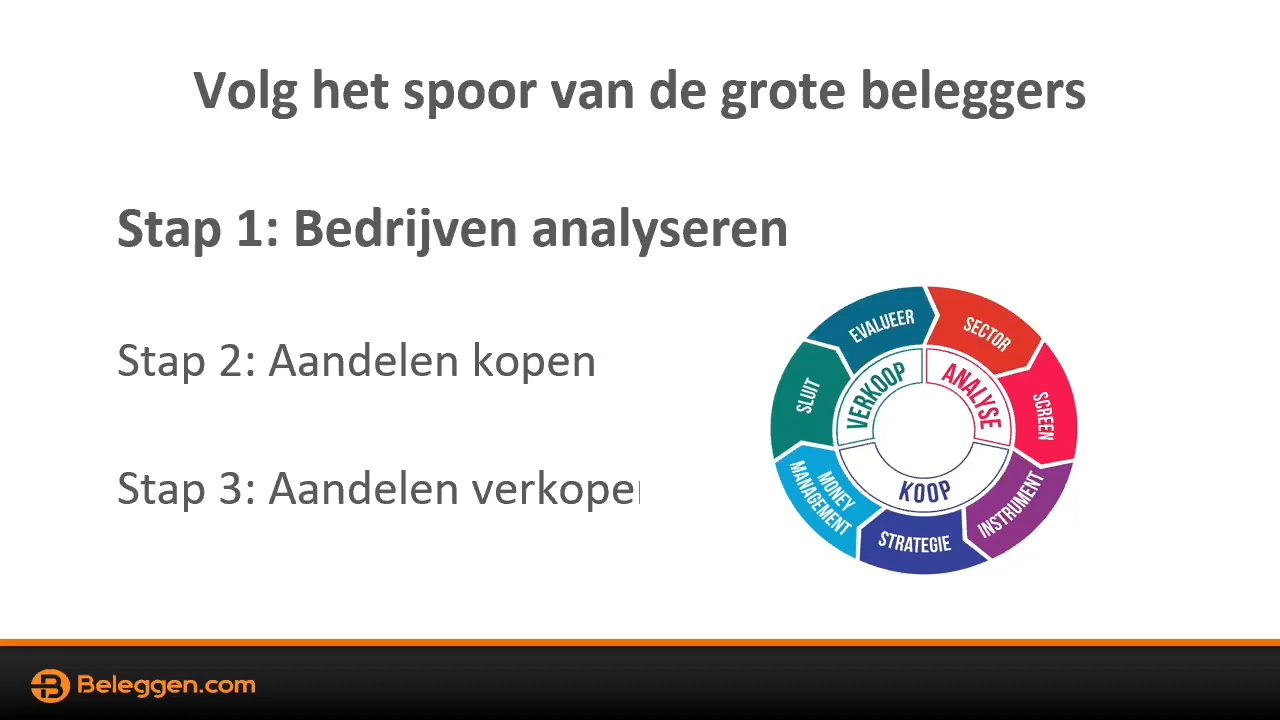 Volg het spoor van de grote beleggers
Stap 1: Bedrijven analyseren
Stap 2: Aandelen kopen
Stap 3: Aandelen verkoper
EVALUEER
SECTOR
SLUIT
VERKOOP
ANALYSE
SCREEN
MONEY
MANAGEMENT
KOOP
INSTRUMENT
STRATEGIE
Beleggen.com